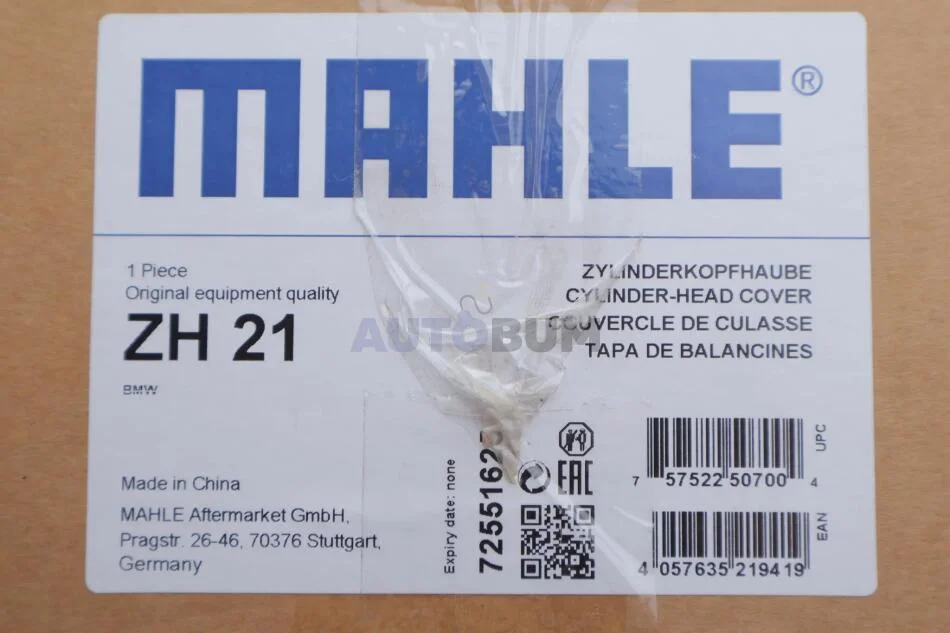 MAHLE®
1 Piece
Original equipment quality
ZH 21
BMW
ZYLINDERKOPFHAUBE
CYLINDER-HEAD COVER
COUVERCLE DE CULASSE
TAPA DE BALANCINES
AUTOBUM
Made in China
MAHLE Aftermarket GmbH,
Pragstr. 26-46, 70376 Stuttgart,
Germany
Expiry date: none
EAC
7 57522 50700 4
UPC
4 057635 219419
EAN